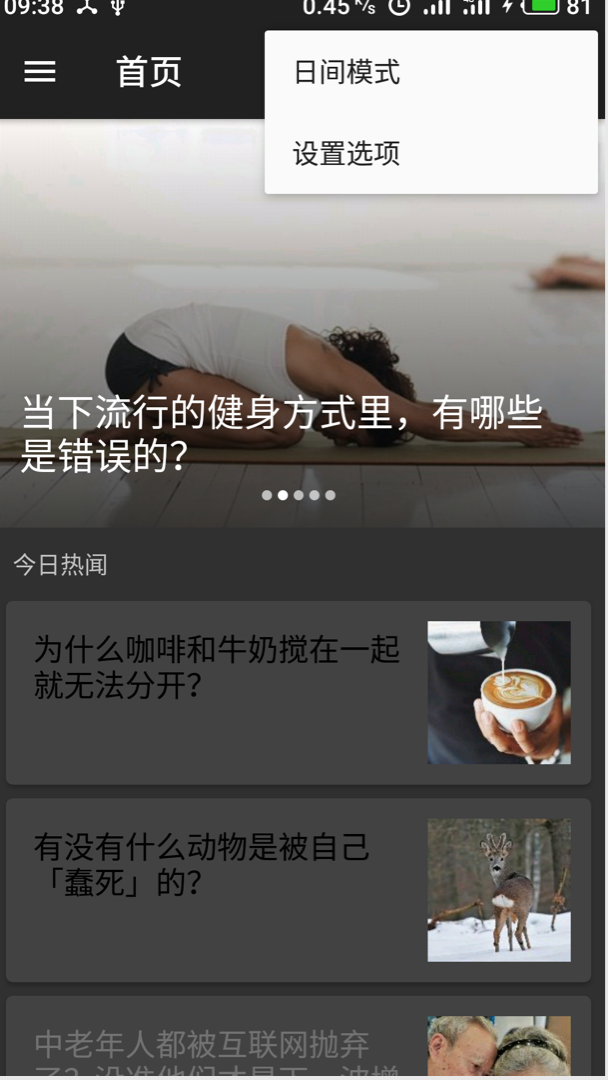 09:38 0.45 K/s 81
首页
日间模式
设置选项
当下流行的健身方式里，有哪些
是错误的？
今日热闻
为什么咖啡和牛奶搅在一起
就无法分开？
有没有什么动物是被自己
「蠢死」的？
中老年人都被互联网抛弃